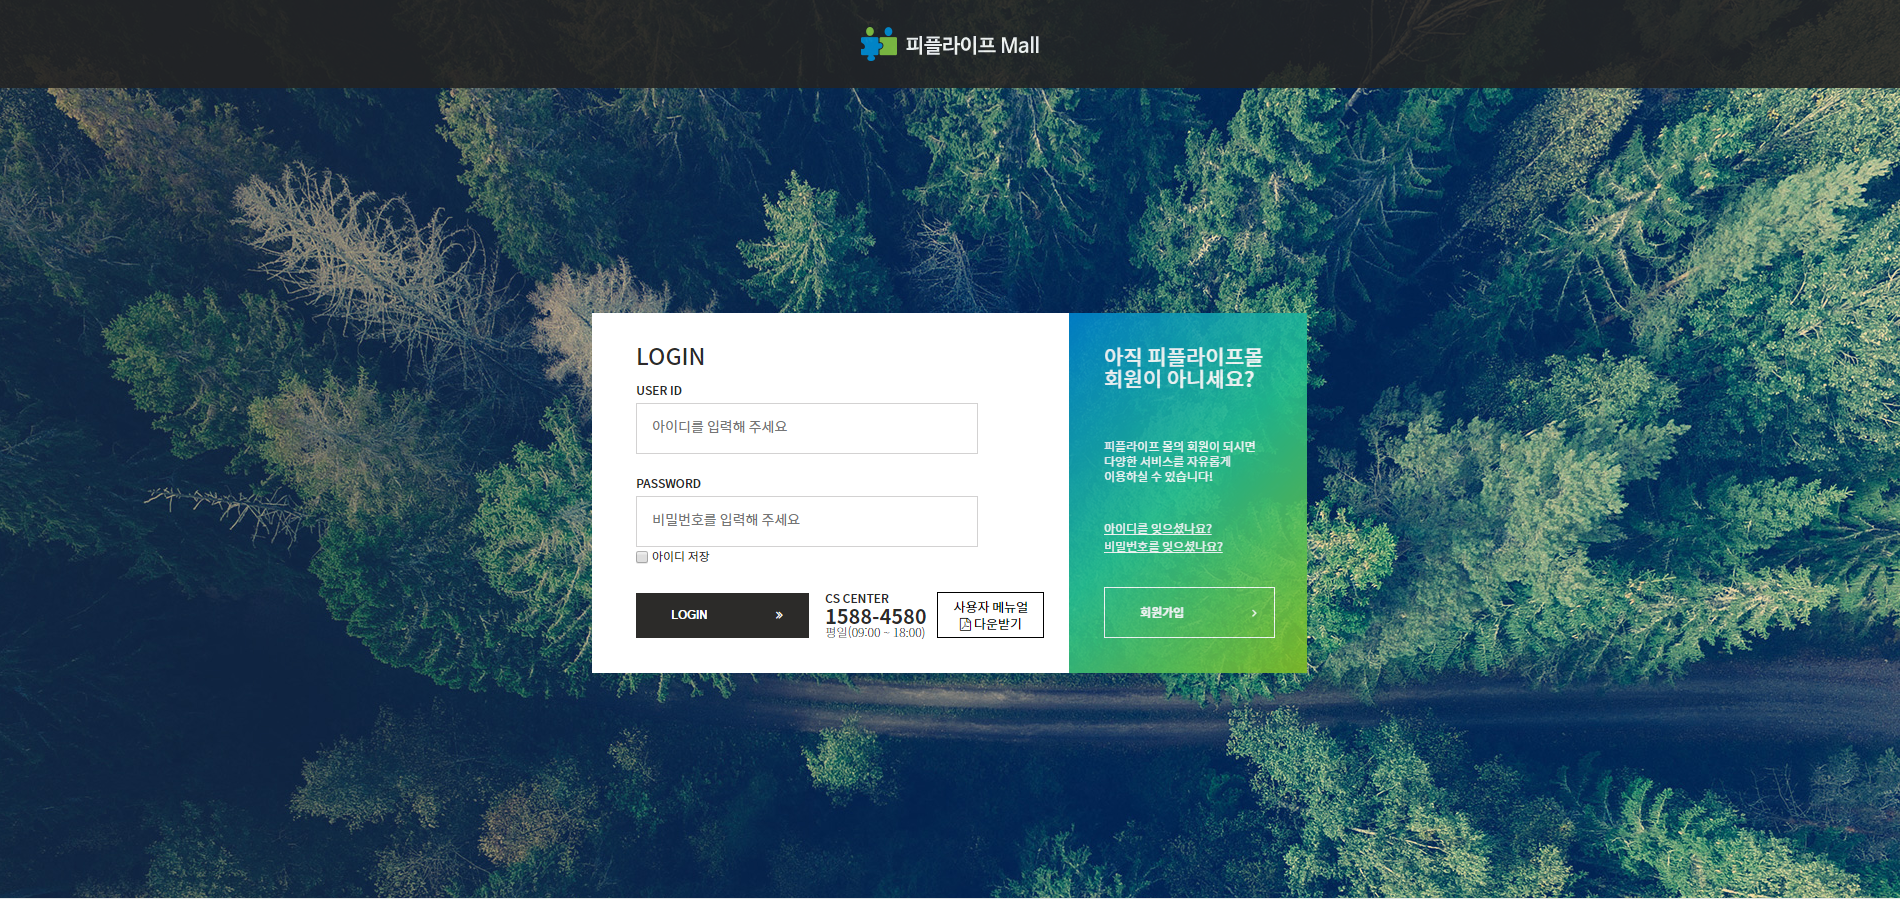 피플라이프 Mall
LOGIN
USER ID
아이디를 입력해 주세요
PASSWORD
비밀번호를 입력해 주세요
아이디 저장
LOGIN
CS CENTER
1588-4580
평일(09:00 ~ 18:00)
사용자 메뉴얼
다운받기
아직 피플라이프몰
회원이 아니세요?
피플라이프 몰의 회원이 되시면
다양한 서비스를 자유롭게
이용하실 수 있습니다!
아이디를 잊으셨나요?
비밀번호를 잊으셨나요?
회원가입